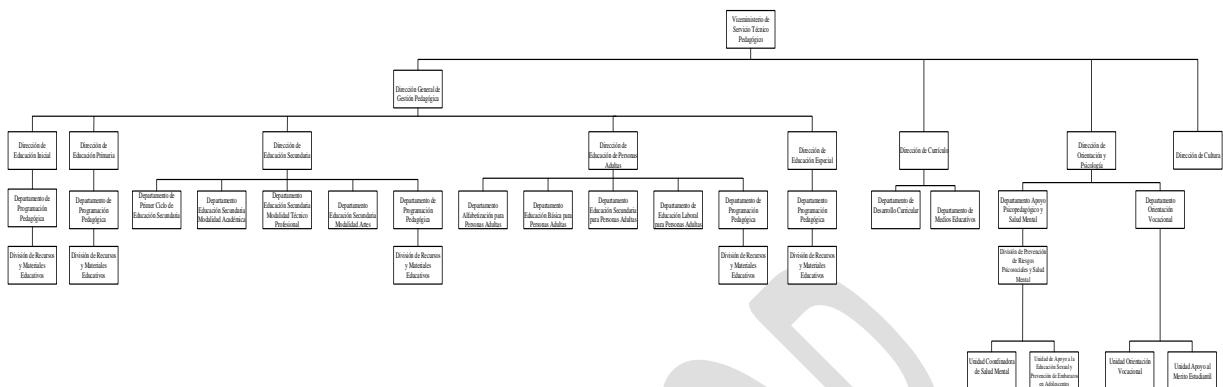 Viceministerio de
Servicio Técnico
Pedagógico
Dirección General de
Gestión Pedagógica
Dirección de
Educación Inicial
Dirección de
Educación Primaria
Dirección de
Educación Secundaria
Dirección de
Educación de Personas
Adultas
Dirección de
Educación Especial
Dirección de Currículo
Dirección de
Orientación y
Psicología
Dirección de Cultura
Departamento de
Programación
Pedagógica
Departamento de
Programación
Pedagógica
Departamento de
Primer Ciclo de
Educación Secundaria
Departamento
Educación Secundaria
Modalidad Académica
Departamento
Educación Secundaria
Modalidad Técnico
Profesional
Departamento
Educación Secundaria
Modalidad Artes
Departamento de
Programación
Pedagógica
Departamento
Alfabetización para
Personas Adultas
Departamento
Educación Básica para
Personas Adultas
Departamento
Educación Secundaria
para Personas Adultas
Departamento de
Educación Laboral
para Personas Adultas
Departamento de
Programación
Pedagógica
Departamento de
Programación
Pedagógica
Departamento de
Desarrollo Curricular
Departamento de
Medios Educativos
Departamento Apoyo
Psicopedagógico y
Salud Mental
Departamento
Orientación
Vocacional
División de Recursos
y Materiales
Educativos
División de Recursos
y Materiales
Educativos
División de Recursos
y Materiales
Educativos
División de Recursos
y Materiales
Educativos
División de Recursos
y Materiales
Educativos
División de Prevención
de Riesgos
Psicosociales y Salud
Mental
Unidad Coordinadora
de Salud Mental
Unidad de Apoyo a la
Educación Sexual y
Prevención de Embarazos
en Adolescentes
Unidad Orientación
Vocacional
Unidad Apoyo al
Merito Estudiantil